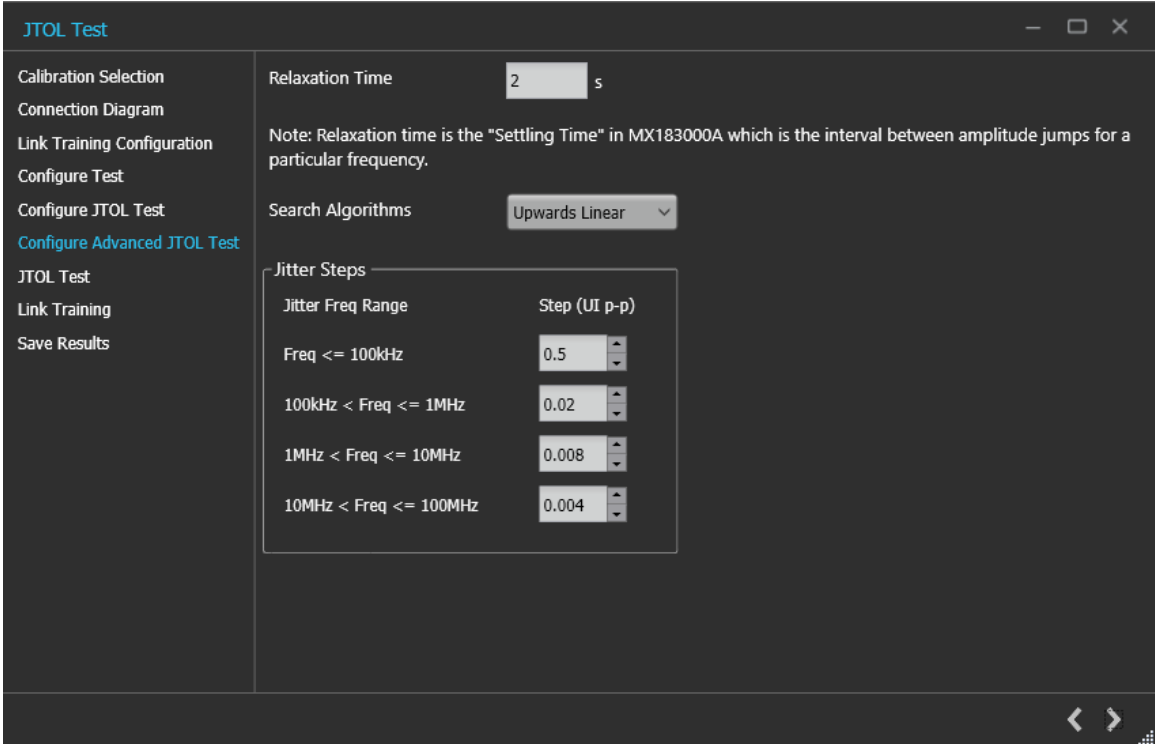 JTOL Test
Calibration Selection
Connection Diagram
Link Training Configuration
Configure Test
Configure JTOL Test
Configure Advanced JTOL Test
JTOL Test
Link Training
Save Results
Relaxation Time 2 s
Note: Relaxation time is the "Settling Time" in MX183000A which is the interval between amplitude jumps for a
particular frequency.
Search Algorithms Upwards Linear
Jitter Steps
Jitter Freq Range Step (UI p-p)
Freq <= 100kHz 0.5
100kHz < Freq <= 1MHz 0.02
1MHz < Freq <= 10MHz 0.008
10MHz < Freq <= 100MHz 0.004